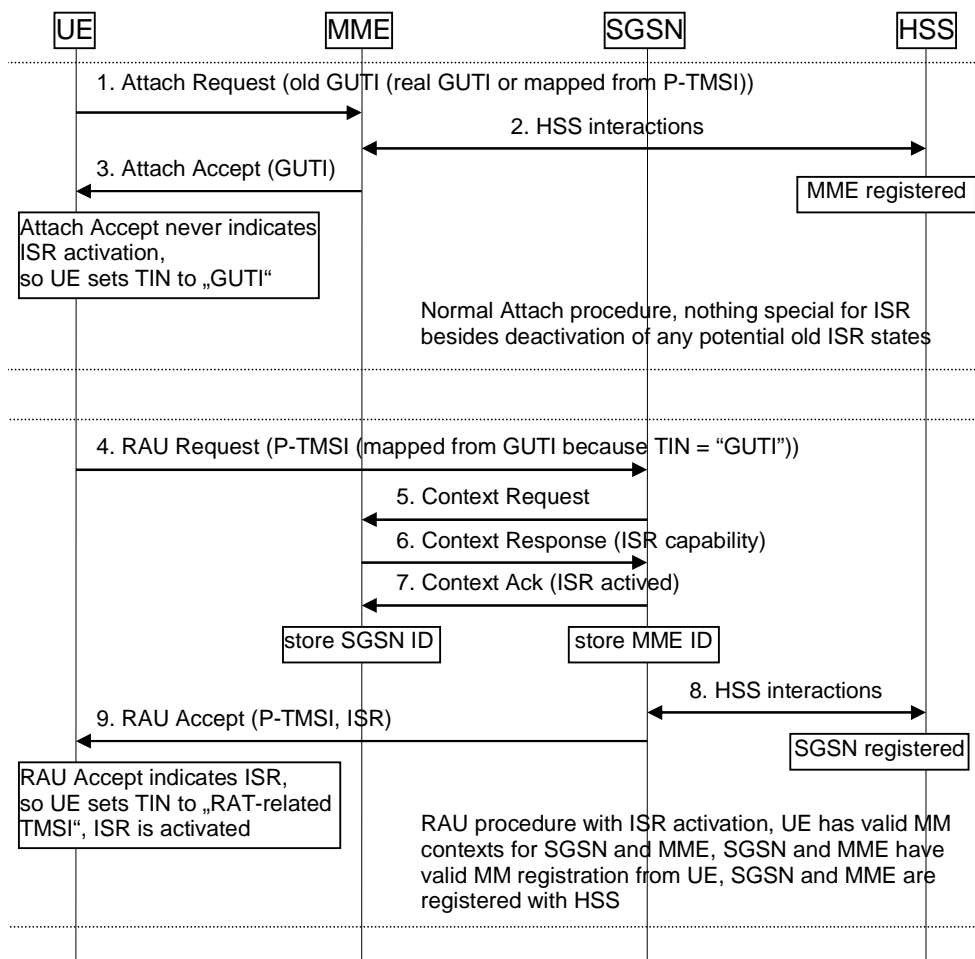 UE MME SGSN HSS
1. Attach Request (old GUTI (real GUTI or mapped from P-TMSI))
2. HSS interactions
3. Attach Accept (GUTI)
MME registered
Attach Accept never indicates
ISR activation,
so UE sets TIN to „GUTI“
Normal Attach procedure, nothing special for ISR
besides deactivation of any potential old ISR states
4. RAU Request (P-TMSI (mapped from GUTI because TIN = “GUTI”))
5. Context Request
6. Context Response (ISR capability)
7. Context Ack (ISR actived)
store SGSN ID
store MME ID
8. HSS interactions
9. RAU Accept (P-TMSI, ISR)
SGSN registered
RAU Accept indicates ISR,
so UE sets TIN to „RAT-related
TMSI“, ISR is activated
RAU procedure with ISR activation, UE has valid MM
contexts for SGSN and MME, SGSN and MME have
valid MM registration from UE, SGSN and MME are
registered with HSS